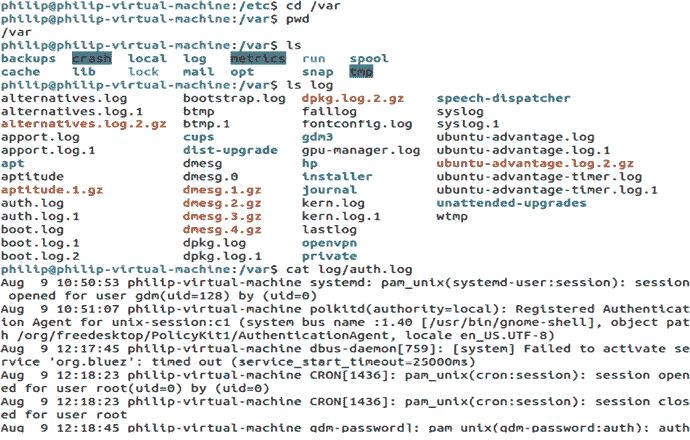 philip@philip-virtual-machine:/etc$ cd /var
philip@philip-virtual-machine:/var$ pwd
/var
philip@philip-virtual-machine:/var$ ls
backups crash local log metrics run spool
cache lib lock mail opt snap tmp
philip@philip-virtual-machine:/var$ ls log
alternatives.log bootstrap.log dpkg.log.2.gz speech-dispatcher
alternatives.log.1 btmp faillog syslog
alternatives.log.2.gz btmp.1 fontconfig.log syslog.1
apport.log cups gdm3 ubuntu-advantage.log
apport.log.1 dist-upgrade gpu-manager.log ubuntu-advantage.log.1
apt dmesg hp ubuntu-advantage.log.2.gz
aptitude dmesg.0 installer ubuntu-advantage-timer.log
aptitude.1.gz dmesg.1.gz journal ubuntu-advantage-timer.log.1
auth.log dmesg.2.gz kern.log unattended-upgrades
auth.log.1 dmesg.3.gz kern.log.1 wtmp
boot.log dmesg.4.gz lastlog
boot.log.1 dpkg.log openvpn
boot.log.2 dpkg.log.1 private
philip@philip-virtual-machine:/var$ cat log/auth.log
Aug  9 10:50:53 philip-virtual-machine systemd: pam_unix(systemd-user:session): session
 opened for user gdm(uid=128) by (uid=0)
Aug  9 10:51:07 philip-virtual-machine polkitd(authority=local): Registered Authenticat
ion Agent for unix-session:c1 (system bus name :1.40 [/usr/bin/gnome-shell], object pat
h /org/freedesktop/PolicyKit1/AuthenticationAgent, locale en_US.UTF-8)
Aug  9 12:17:45 philip-virtual-machine dbus-daemon[759]: [system] Failed to activate se
rvice 'org.bluez': timed out (service_start_timeout=25000ms)
Aug  9 12:18:23 philip-virtual-machine CRON[1436]: pam_unix(cron:session): session open
ed for user root(uid=0) by (uid=0)
Aug  9 12:18:23 philip-virtual-machine CRON[1436]: pam_unix(cron:session): session clos
ed for user root
Aug  9 12:18:45 philip-virtual-machine gdm-password]: pam_unix(gdm-password:auth): auth